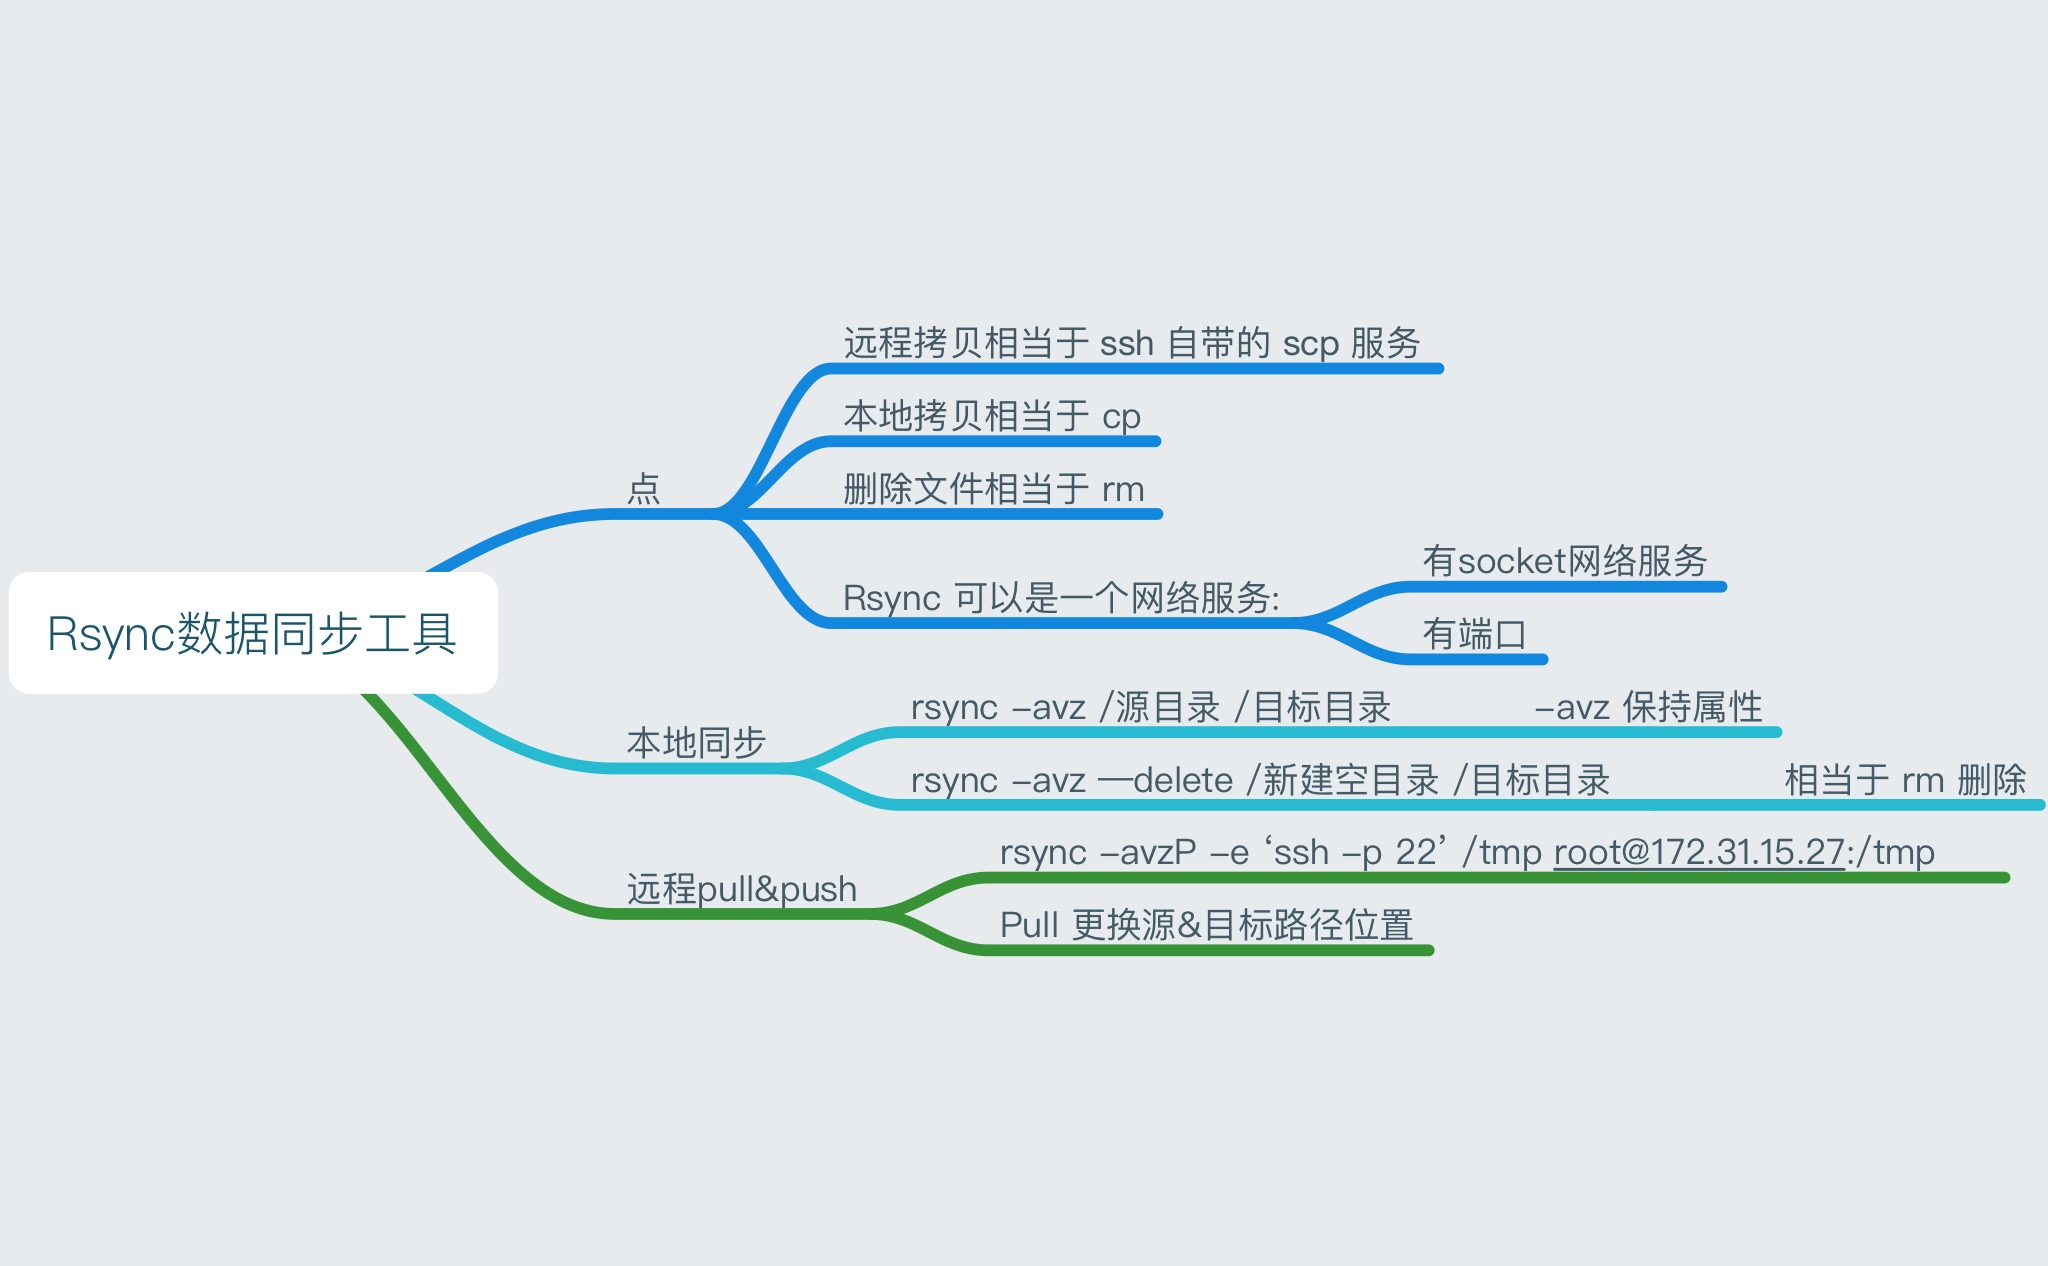 远程拷贝相当于 ssh 自带的 scp 服务
本地拷贝相当于 cp
点
删除文件相当于 rm
有socket网络服务
Rsync 可以是一个网络服务:
有端口
Rsync数据同步工具
rsync -avz /源目录 /目标目录 -avz 保持属性
本地同步
rsync -avz —delete /新建空目录 /目标目录 相当于 rm 删除
rsync -avzP -e ‘ssh -p 22’ /tmp root@172.31.15.27:/tmp
远程pull&push
Pull 更换源&目标路径位置